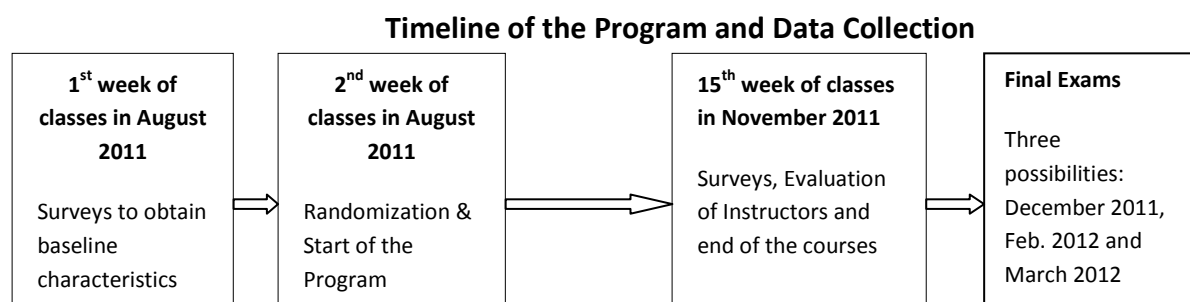 Timeline of the Program and Data Collection
1st week of
classes in August
2011
Surveys to obtain
baseline
characteristics
2nd week of
classes in August
2011
Randomization &
Start of the
Program
15th week of classes
in November 2011
Surveys, Evaluation
of Instructors and
end of the courses
Final Exams
Three
possibilities:
December 2011,
Feb. 2012 and
March 2012